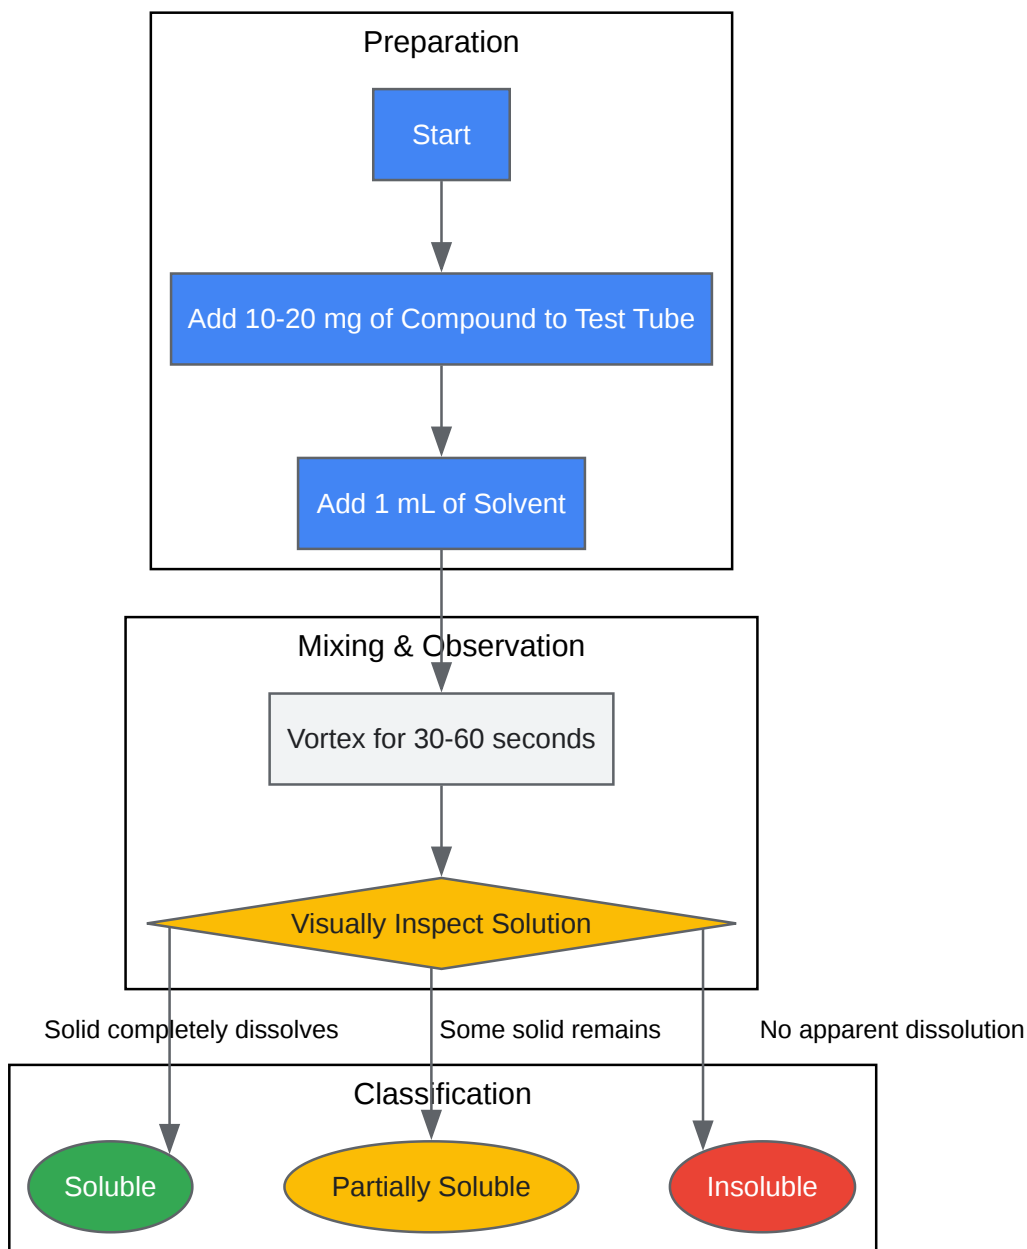 Preparation
Start
Add 10-20 mg of Compound to Test Tube
Add 1 mL of Solvent
Mixing & Observation
Vortex for 30-60 seconds
Visually Inspect Solution
Solid completely dissolves
Some solid remains
No apparent dissolution
Classification
Soluble
Partially Soluble
Insoluble